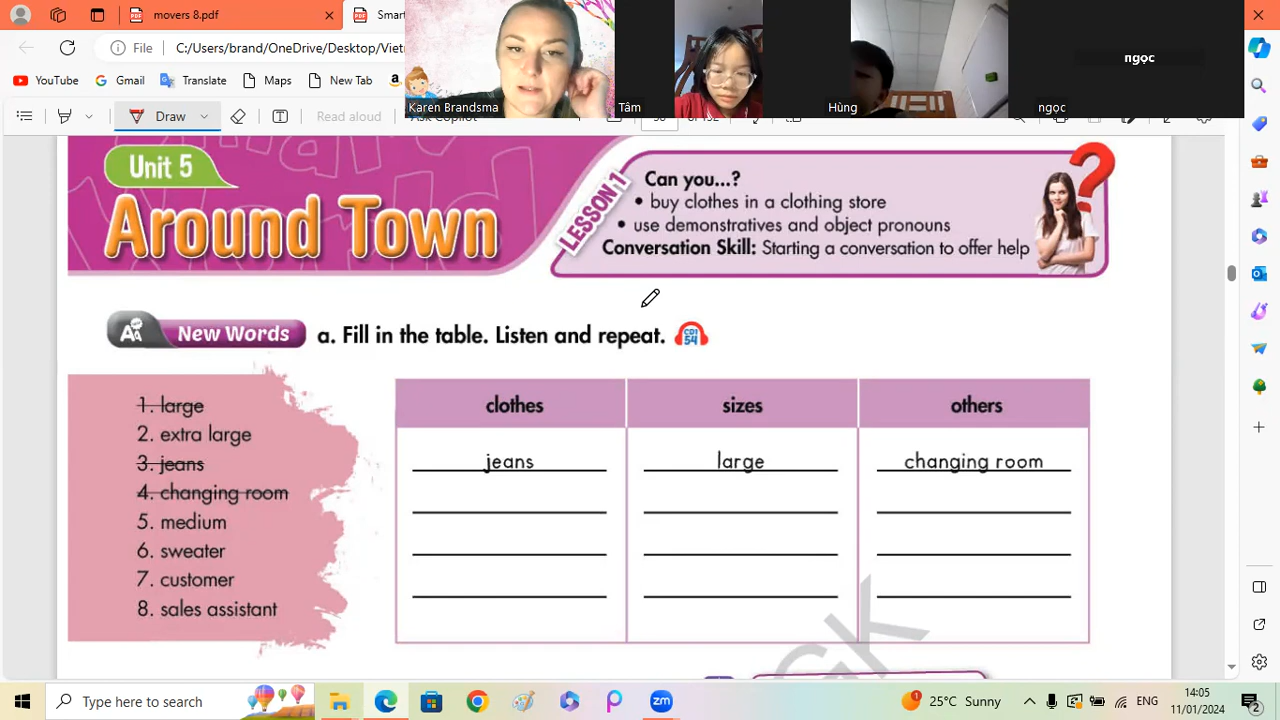 movers 8.pdf
Smar
File
C:/Users/brand/OneDrive/Desktop/Viet
YouTube
Gmail
Translate
Maps
New Tab
Karen Brandsma
Tâm
Hùng
ngọc
ngọc
Draw
Read aloud
Ask Copilot
Unit 5
Around Town
LESSON 1
Can you...?
• buy clothes in a clothing store
• use demonstratives and object pronouns
Conversation Skill: Starting a conversation to offer help
New Words
a. Fill in the table. Listen and repeat.
CD1
54
1. large
2. extra large
3. jeans
4. changing room
5. medium
6. sweater
7. customer
8. sales assistant
clothes sizes others
jeans large changing room
GK
Type here to search
25°C Sunny
ENG
14:05
11/01/2024
2